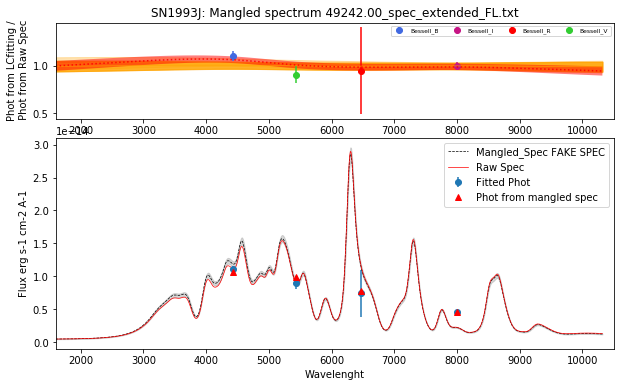 SN1993J: Mangled spectrum 49242.00_spec_extended_FL.txt
Phot from LCfitting /
Phot from Raw Spec
1.0
0.5
Bessell_B
Bessell_I
Bessell_R
Bessell_V
2000 3000 4000 5000 6000 7000 8000 9000 10000
1e−14
Flux erg s-1 cm-2 A-1
3.0
2.5
2.0
1.5
1.0
0.5
0.0
Mangled_Spec FAKE SPEC
Raw Spec
Fitted Phot
Phot from mangled spec
2000 3000 4000 5000 6000 7000 8000 9000 10000
Wavelenght